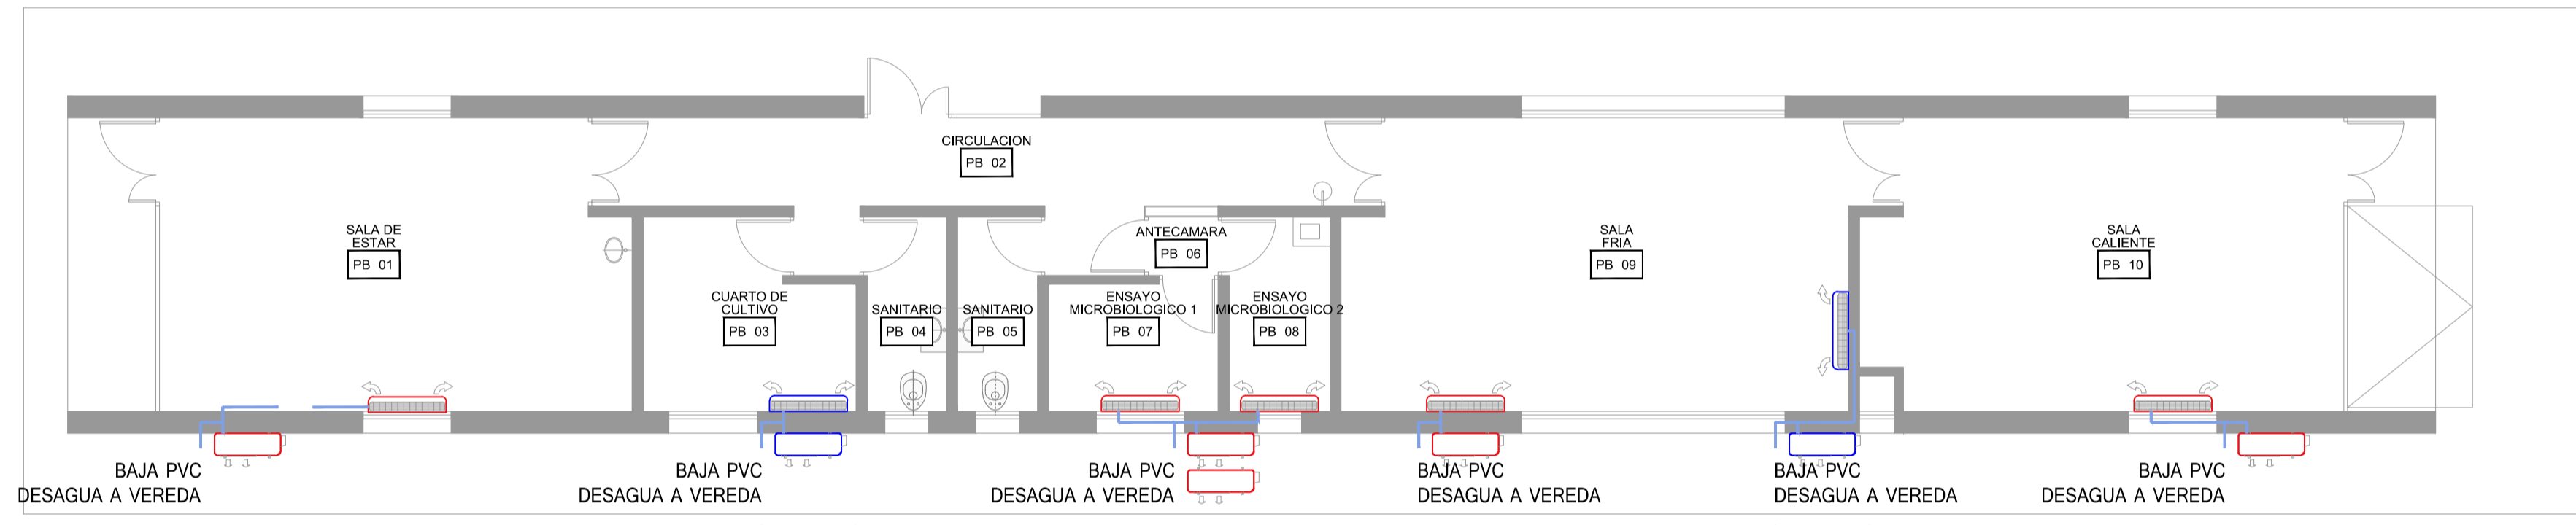 CIRCULACION
PB 02
SALA DE
ESTAR
PB 01
ANTECAMARA
PB 06
SALA
FRIA
PB 09
SALA
CALIENTE
PB 10
CUARTO DE
CULTIVO
PB 03
SANITARIO
PB 04
SANITARIO
PB 05
ENSAYO
MICROBIOLOGICO 1
PB 07
ENSAYO
MICROBIOLOGICO 2
PB 08
BAJA PVC
DESAGUA A VEREDA
BAJA PVC
DESAGUA A VEREDA
BAJA PVC
DESAGUA A VEREDA
BAJA PVC
DESAGUA A VEREDA
BAJA PVC
DESAGUA A VEREDA
BAJA PVC
DESAGUA A VEREDA